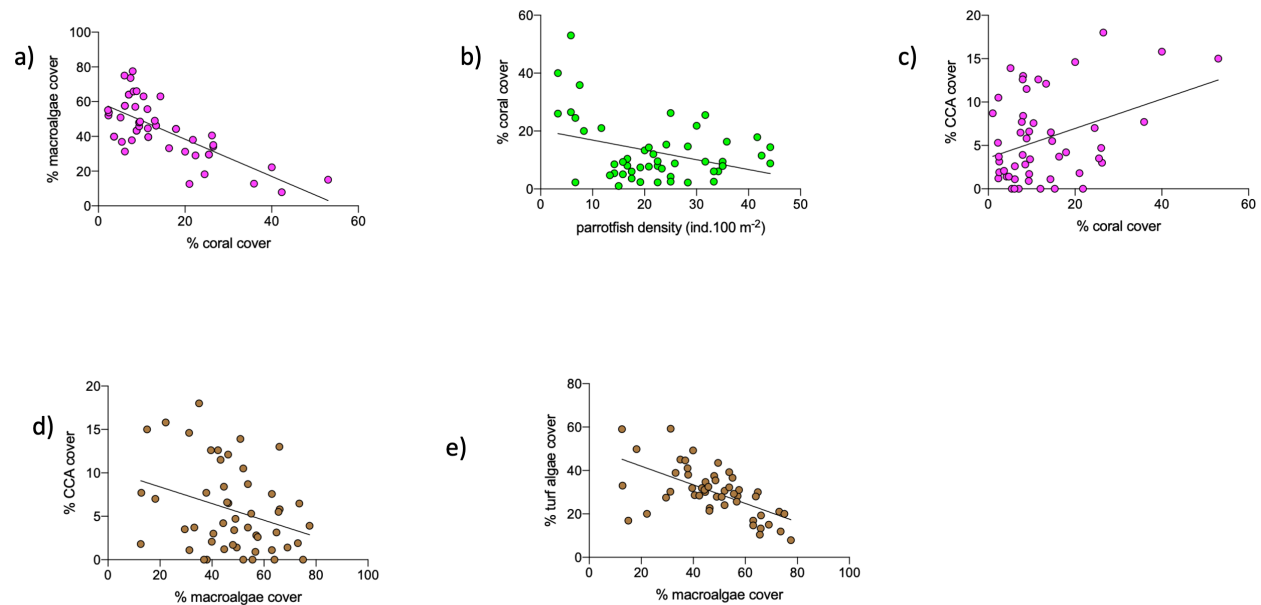 a)
% macroalgae cover
100
80
60
40
20
0
0 20 40 60
% coral cover
b)
% coral cover
60
40
20
0
0 10 20 30 40 50
parrotfish density (ind.100 m⁻²)
c)
% CCA cover
20
15
10
5
0
0 20 40 60
% coral cover
d)
% CCA cover
20
15
10
5
0
0 20 40 60 80 100
% macroalgae cover
e)
% turf algae cover
80
60
40
20
0
0 20 40 60 80 100
% macroalgae cover